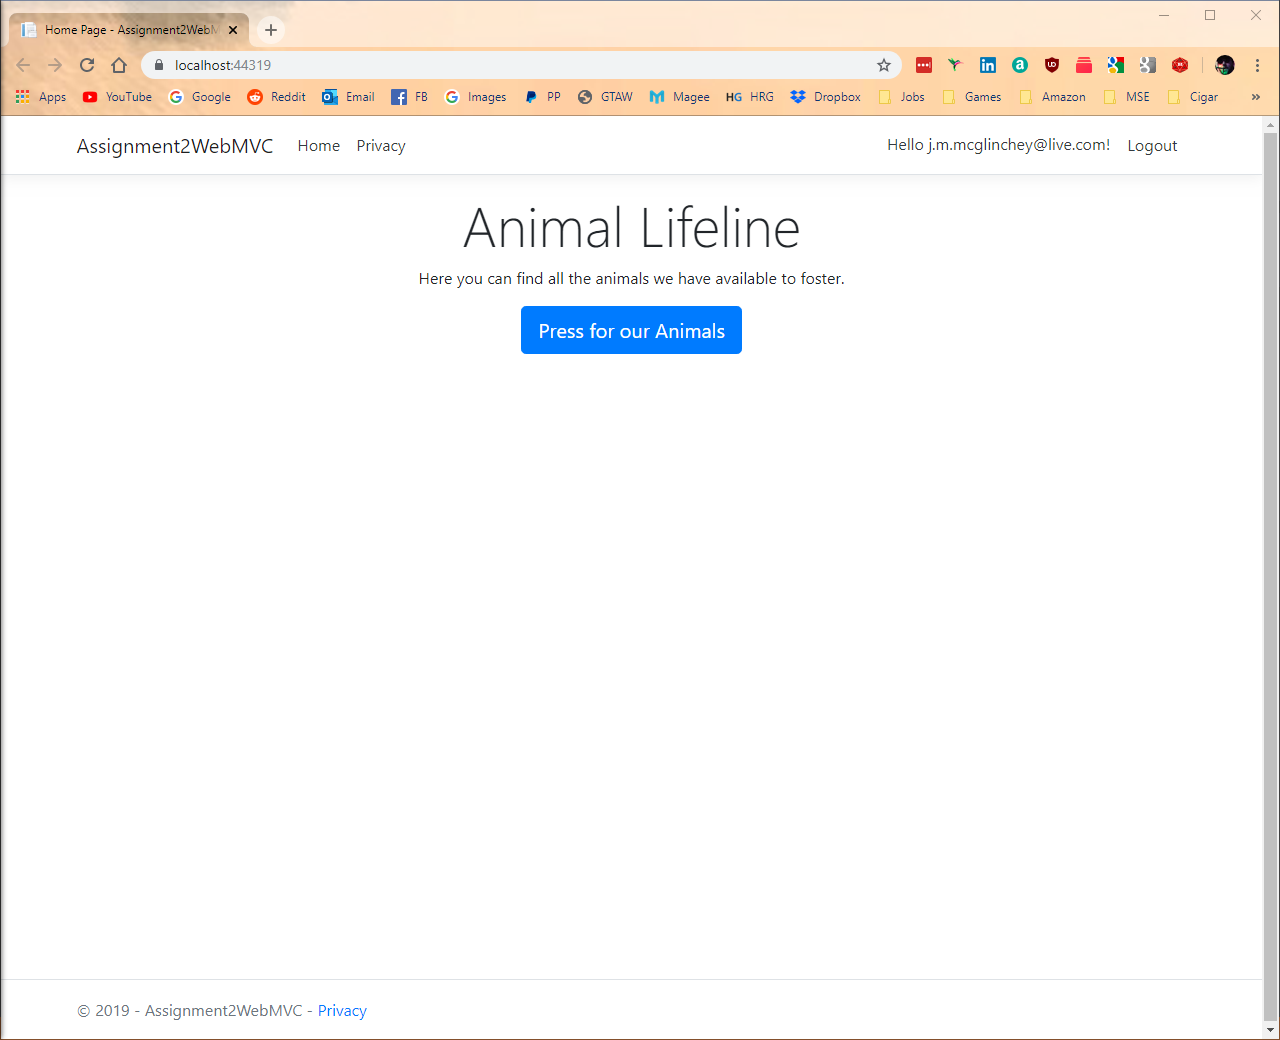 Home Page - Assignment2WebM
localhost:44319
Apps YouTube Google Reddit Email FB Images PP GTAW Magee HG HRG Dropbox Jobs Games Amazon MSE Cigar »
Assignment2WebMVC Home Privacy Hello j.m.mcglinchey@live.com! Logout
Animal Lifeline
Here you can find all the animals we have available to foster.
Press for our Animals
© 2019 - Assignment2WebMVC - Privacy